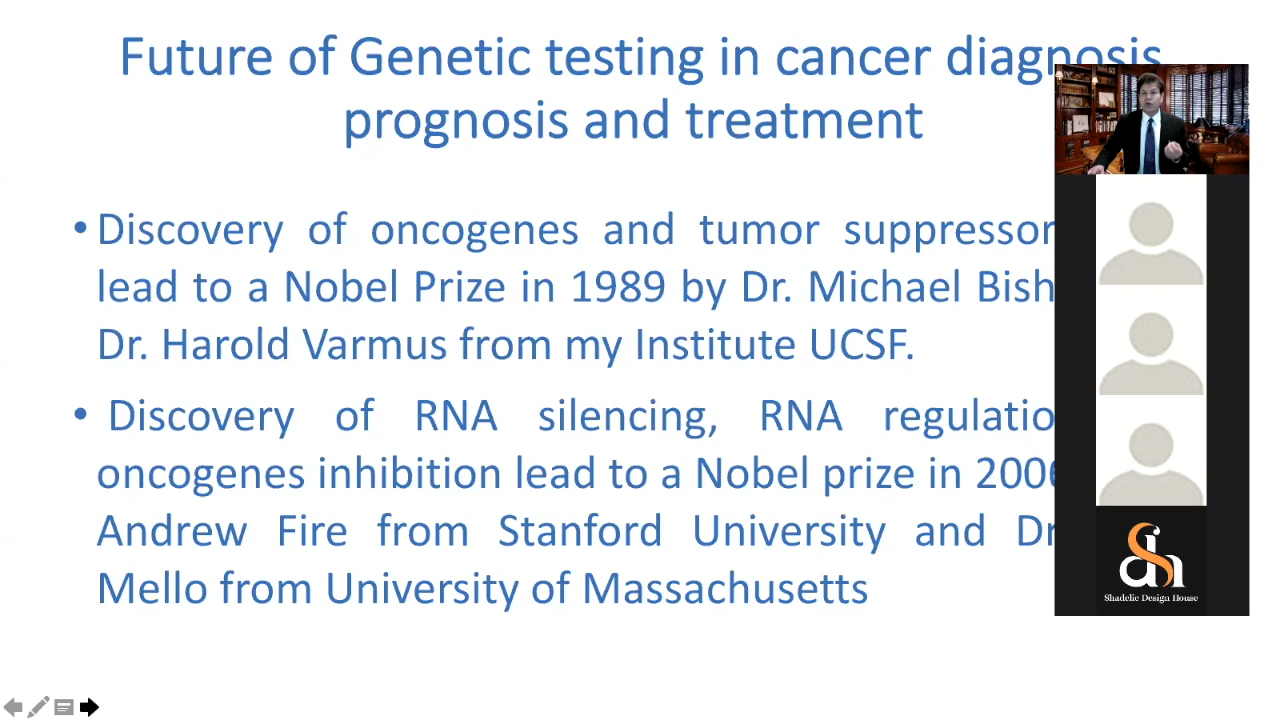 Future of Genetic testing in cancer diagnosis
prognosis and treatment
• Discovery of oncogenes and tumor suppressor
lead to a Nobel Prize in 1989 by Dr. Michael Bish
Dr. Harold Varmus from my Institute UCSF.
• Discovery of RNA silencing, RNA regulatio
oncogenes inhibition lead to a Nobel prize in 2006
Andrew Fire from Stanford University and Dr
Mello from University of Massachusetts
Shadelic Design House